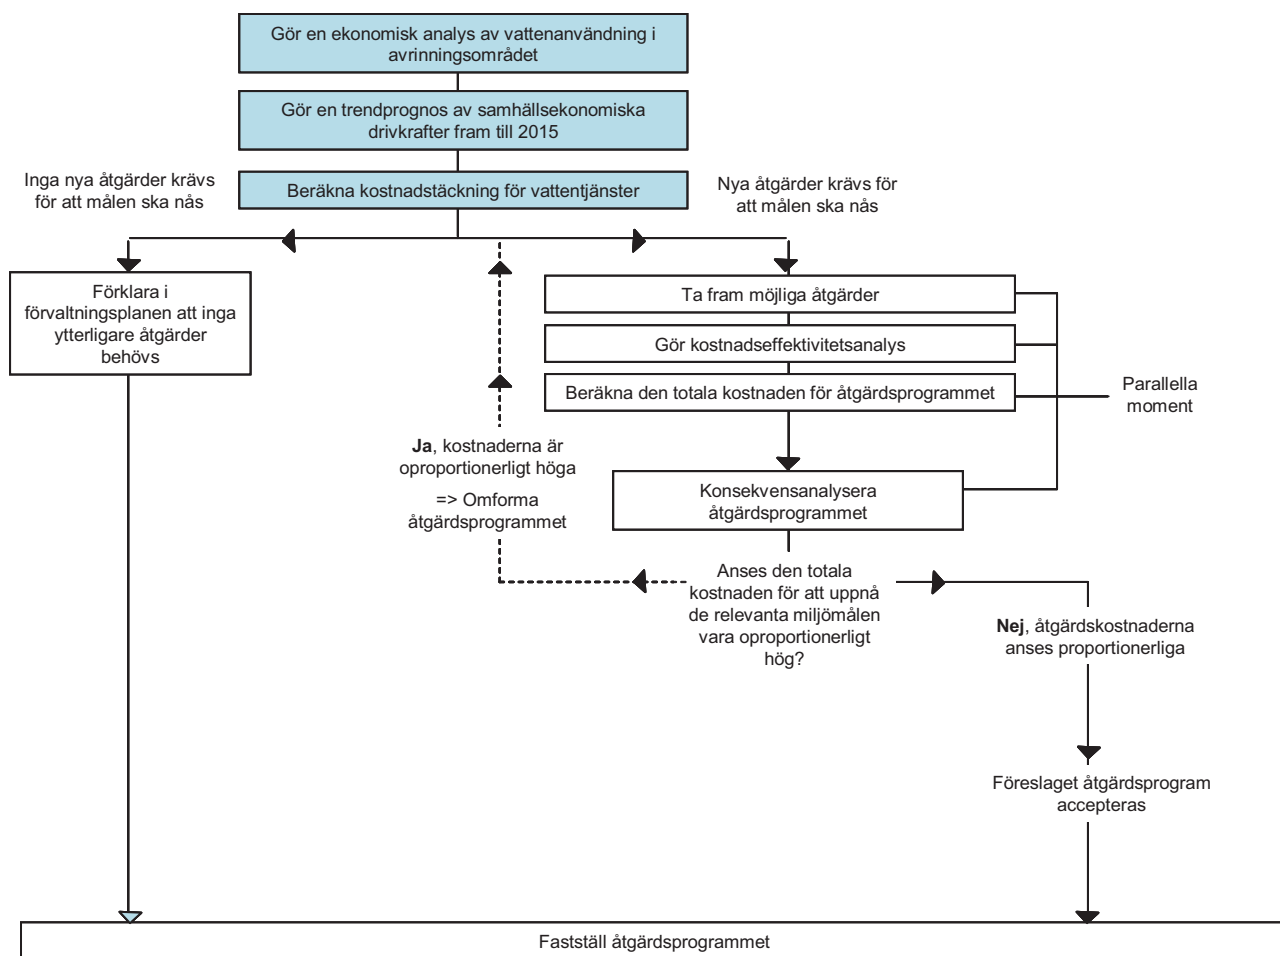 Gör en ekonomisk analys av vattenanvändning i
avrinningsområdet
Gör en trendprognos av samhällsekonomiska
drivkrafter fram till 2015
Inga nya åtgärder krävs
för att målen ska nås
Beräkna kostnadstäckning för vattentjänster
Nya åtgärder krävs för
att målen ska nås
Förklara i
förvaltningsplanen att inga
ytterligare åtgärder
behövs
Ta fram möjliga åtgärder
Gör kostnadseffektivitetsanalys
Beräkna den totala kostnaden för åtgärdsprogrammet
Parallella
moment
Ja, kostnaderna är
oproportionerligt höga
=> Omforma
åtgärdsprogrammet
Konsekvensanalysera
åtgärdsprogrammet
Anses den totala
kostnaden för att uppnå
de relevanta miljömålen
vara oproportionerligt
hög?
Nej, åtgärdskostnaderna
anses proportionerliga
Föreslaget åtgärdsprogram
accepteras
Fastställ åtgärdsprogrammet